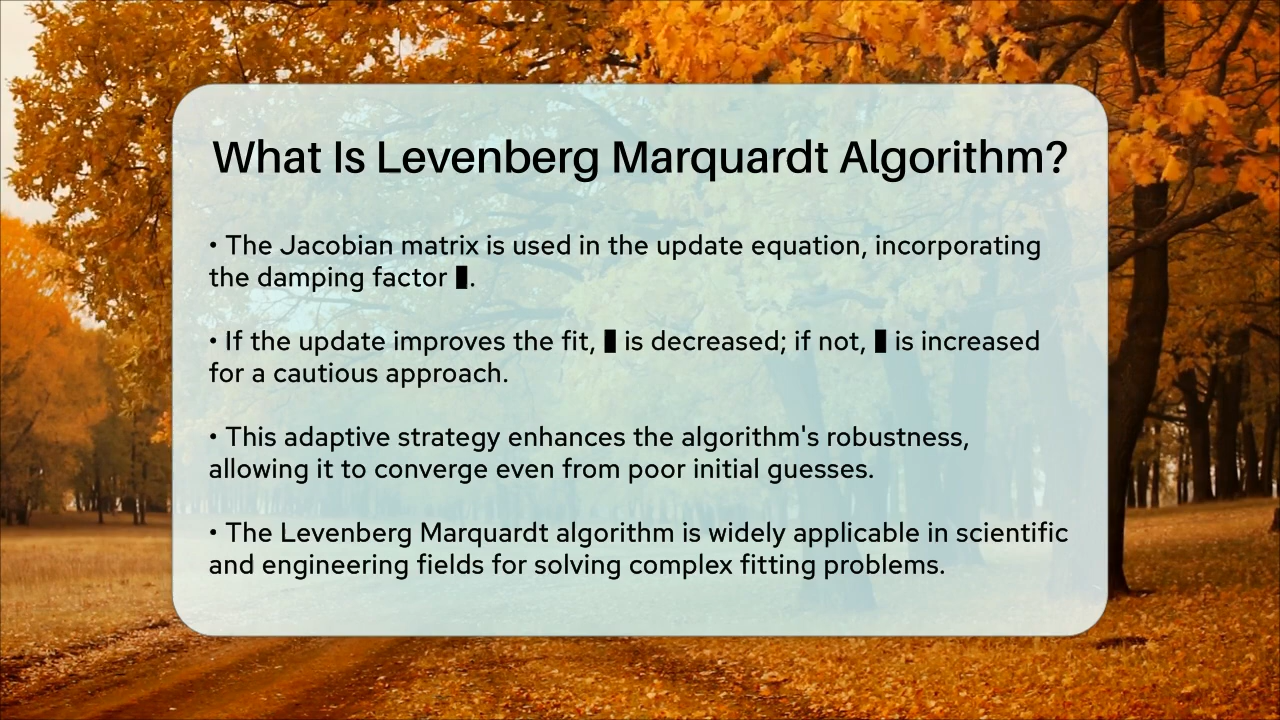 What Is Levenberg Marquardt Algorithm?
• The Jacobian matrix is used in the update equation, incorporating
the damping factor ▮.
• If the update improves the fit, ▮ is decreased; if not, ▮ is increased
for a cautious approach.
• This adaptive strategy enhances the algorithm's robustness,
allowing it to converge even from poor initial guesses.
• The Levenberg Marquardt algorithm is widely applicable in scientific
and engineering fields for solving complex fitting problems.